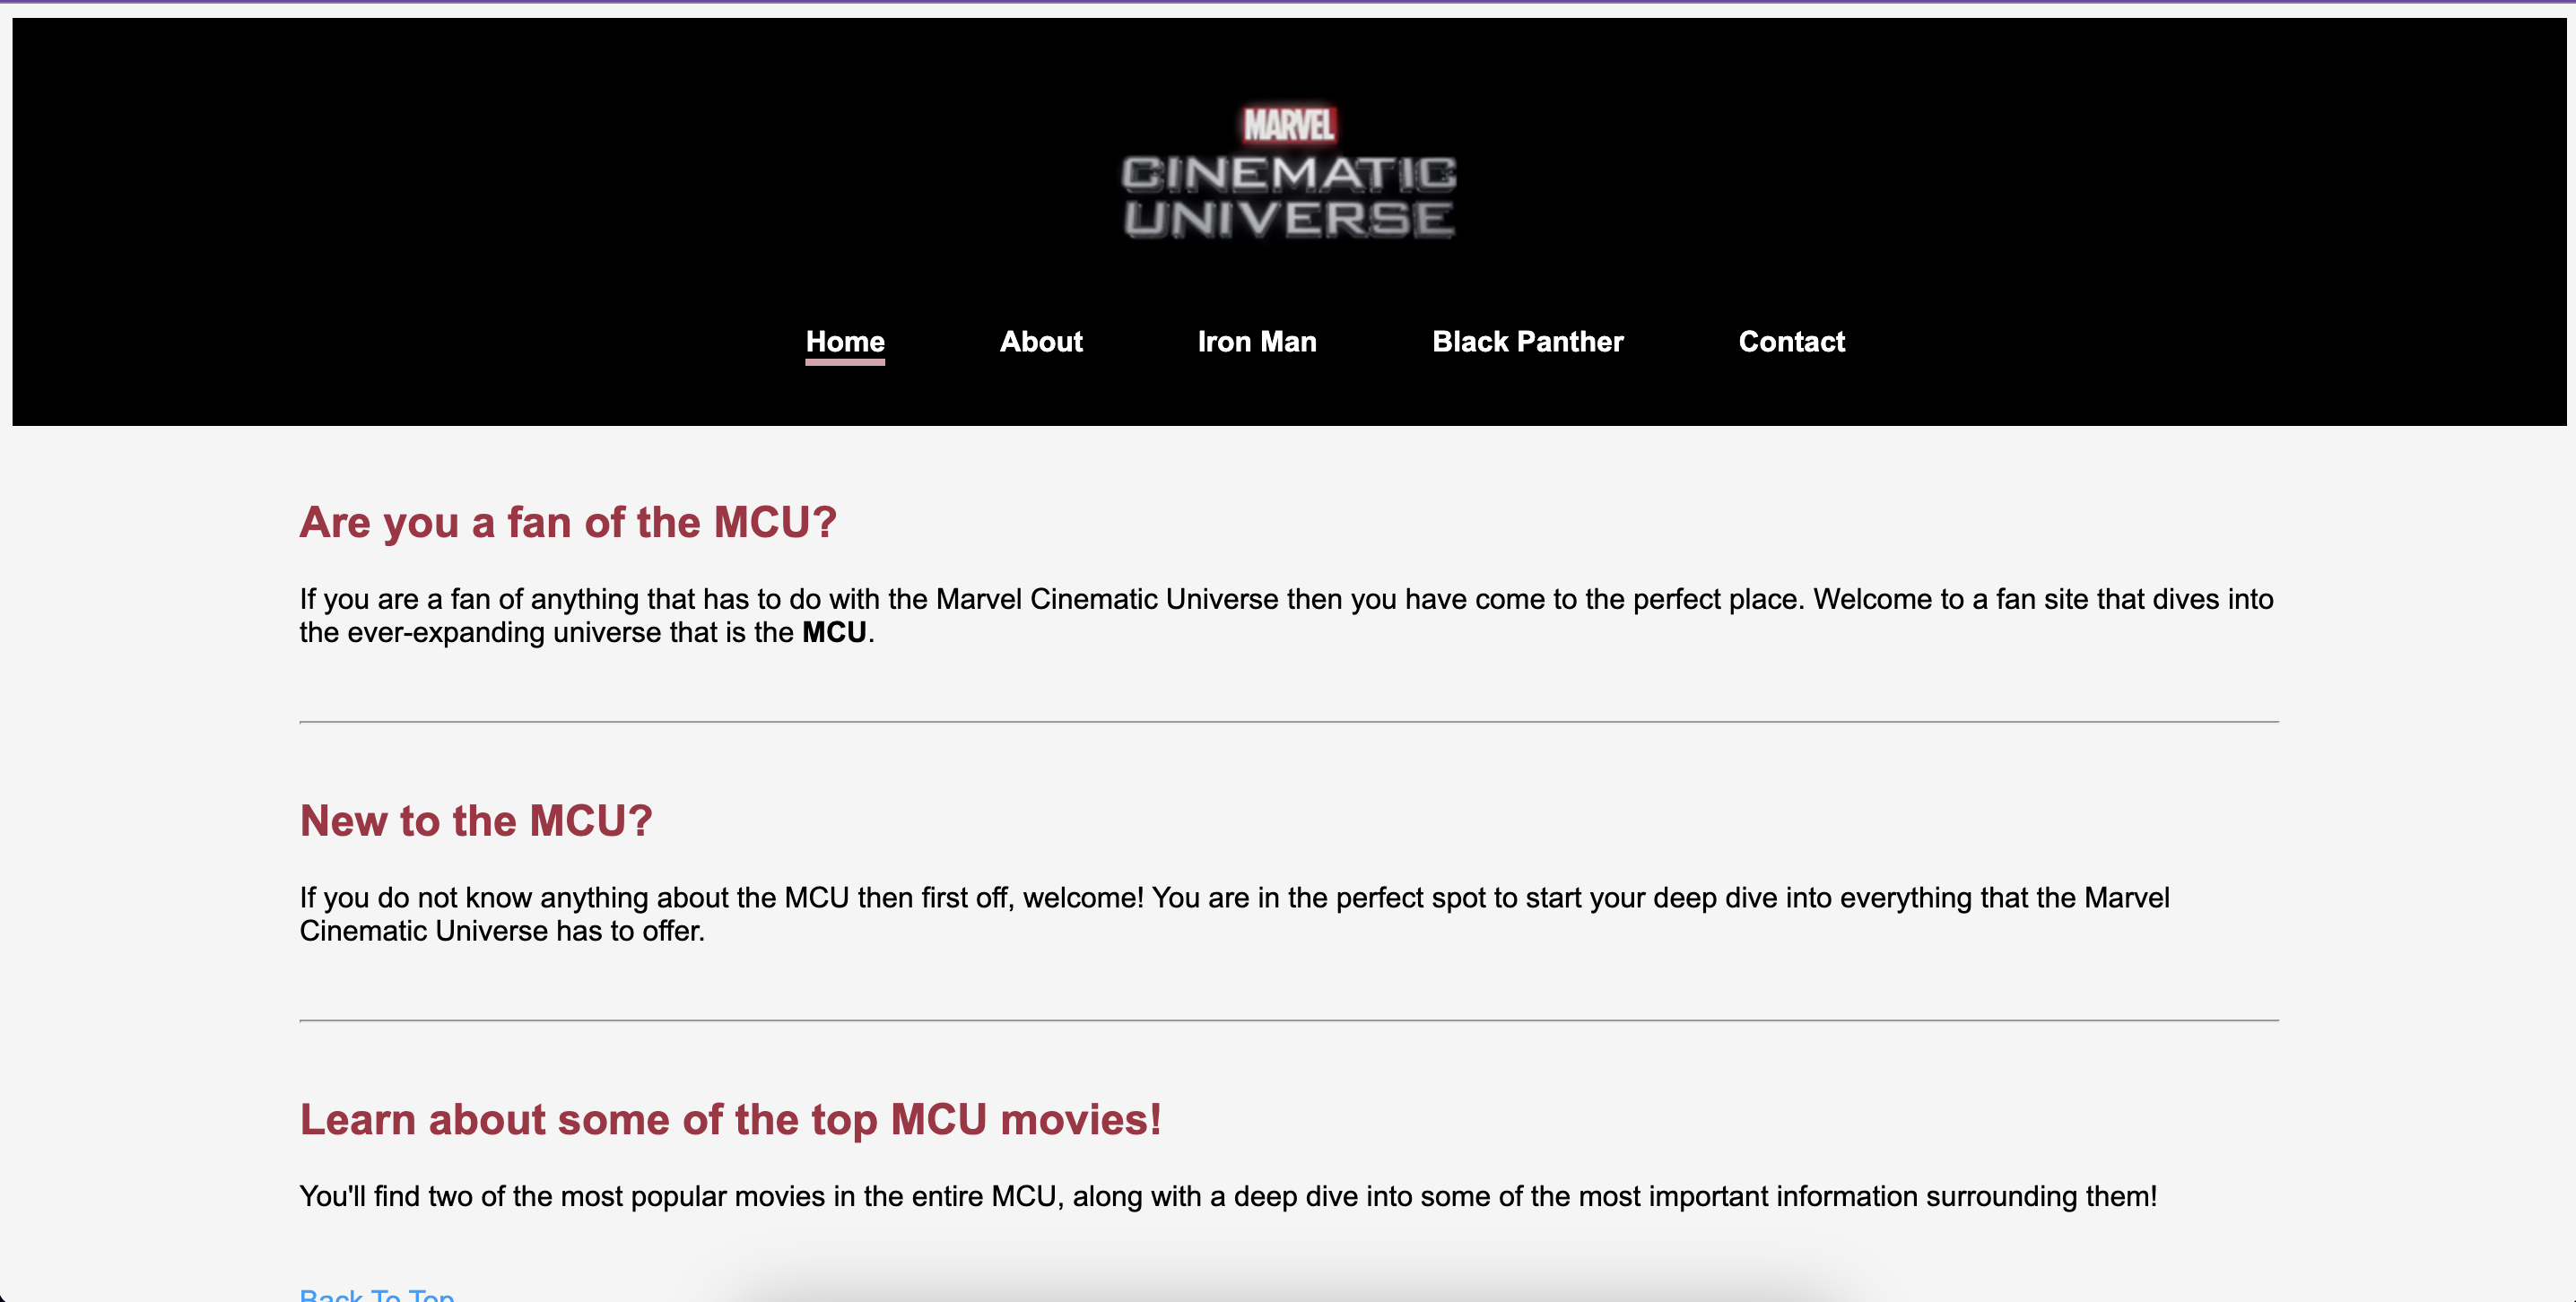 MARVEL
CINEMATIC
UNIVERSE
Home About Iron Man Black Panther Contact
Are you a fan of the MCU?
If you are a fan of anything that has to do with the Marvel Cinematic Universe then you have come to the perfect place. Welcome to a fan site that dives into
the ever-expanding universe that is the MCU.
New to the MCU?
If you do not know anything about the MCU then first off, welcome! You are in the perfect spot to start your deep dive into everything that the Marvel
Cinematic Universe has to offer.
Learn about some of the top MCU movies!
You'll find two of the most popular movies in the entire MCU, along with a deep dive into some of the most important information surrounding them!
Back To Top